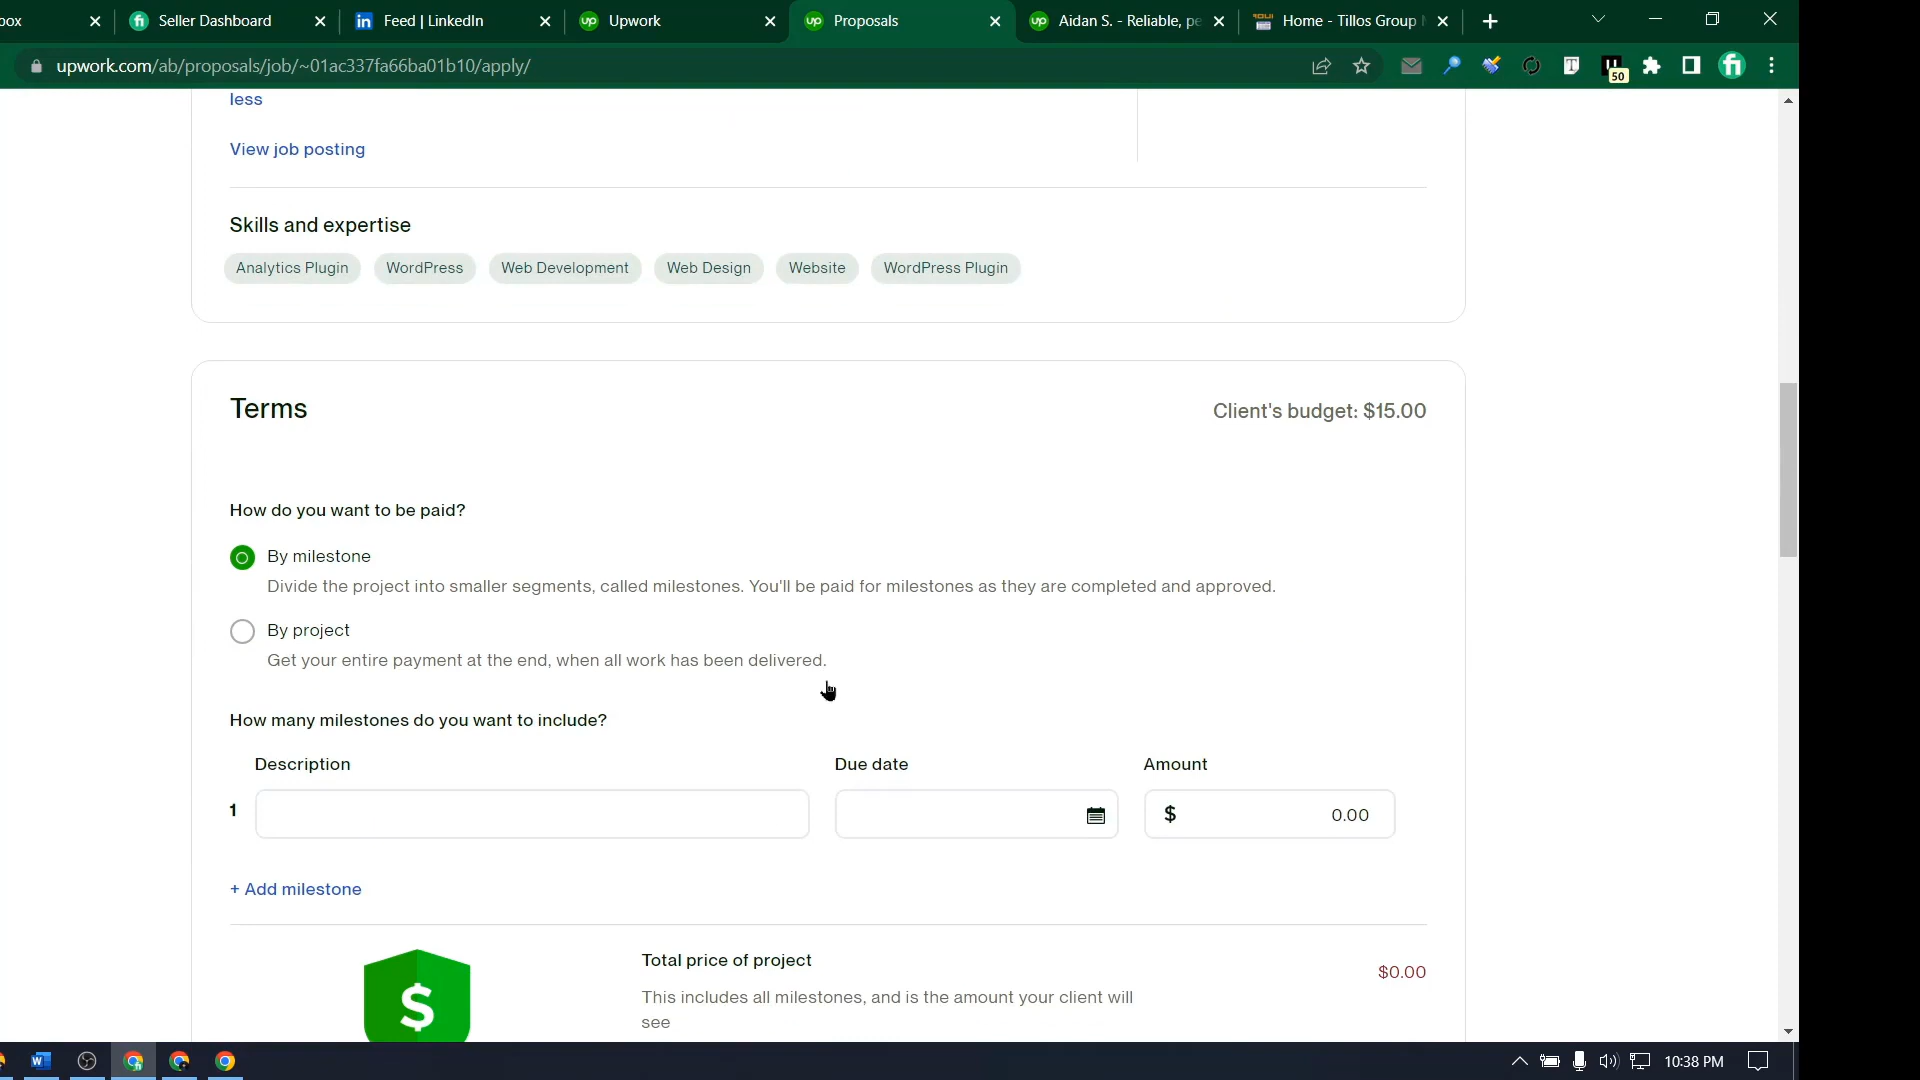 box
Seller Dashboard
Feed | LinkedIn
Upwork
Proposals
Aidan S. - Reliable, pe
Home - Tillos Group
upwork.com/ab/proposals/job/~01ac337fa66ba01b10/apply/
50
less
View job posting
Skills and expertise
Analytics Plugin
WordPress
Web Development
Web Design
Website
WordPress Plugin
Terms
Client's budget: $15.00
How do you want to be paid?
By milestone
Divide the project into smaller segments, called milestones. You'll be paid for milestones as they are completed and approved.
By project
Get your entire payment at the end, when all work has been delivered.
How many milestones do you want to include?
Description
Due date
Amount
1
$
0.00
+ Add milestone
$
Total price of project
$0.00
This includes all milestones, and is the amount your client will
see
10:38 PM